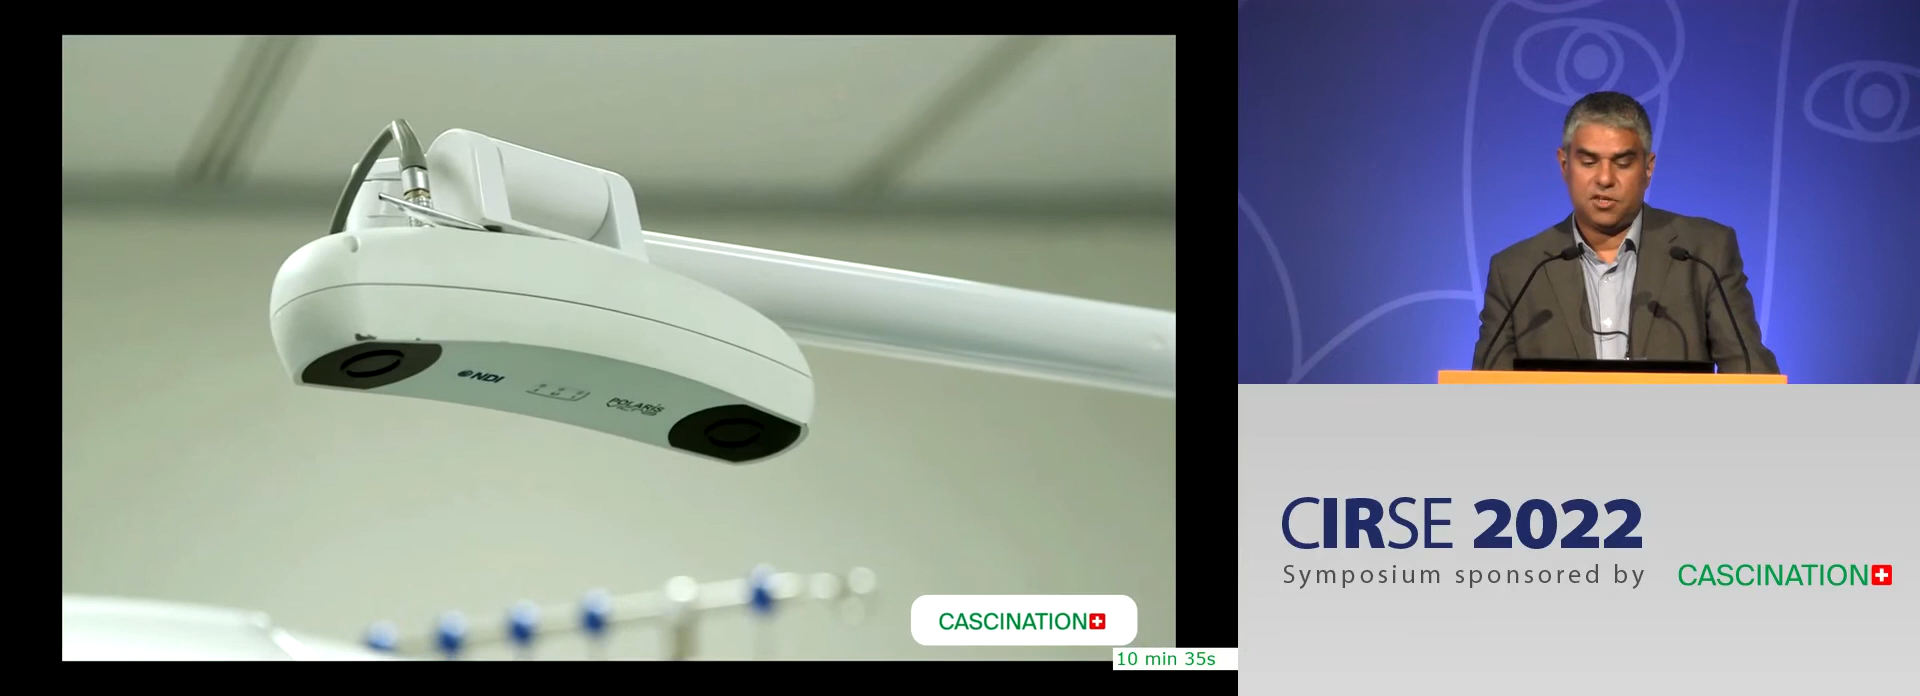 NDI
POLARIS
CASCINATION
10 min 35s
CIRSE 2022
Symposium sponsored by CASCINATION